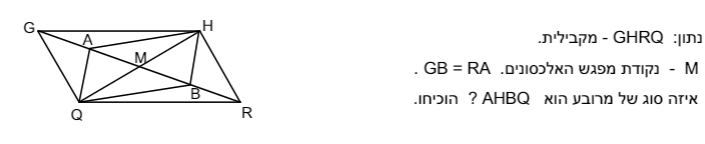 נתון: GHRQ - מקבילית.
M - נקודת מפגש האלכסונים. GB = RA .
איזה סוג של מרובע הוא AHBQ ? הוכיחו.
G
H
A
M
B
Q
R